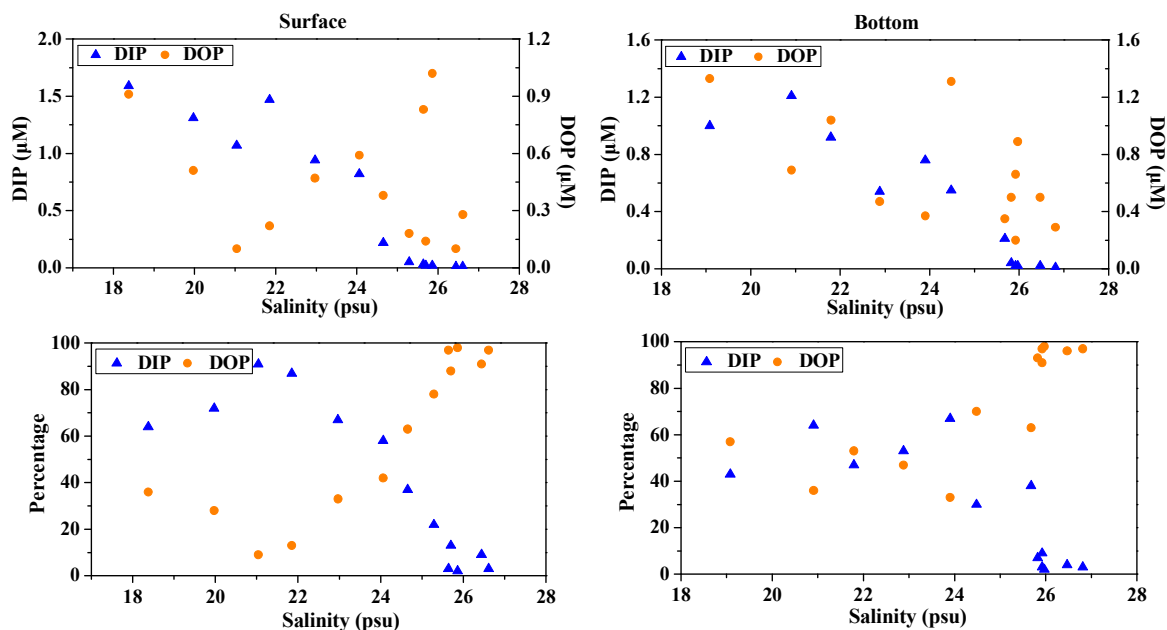 Surface
2.0
1.5
1.0
0.5
0.0
DIP (μM)
DIP DOP
1.2
0.9
0.6
0.3
0.0
DOP (μM)
18 20 22 24 26 28
Salinity (psu)
Bottom
1.6
1.2
0.8
0.4
0.0
DIP (μM)
DIP DOP
1.6
1.2
0.8
0.4
0.0
DOP (μM)
18 20 22 24 26 28
Salinity (psu)
100
80
60
40
20
0
Percentage
DIP DOP
18 20 22 24 26 28
Salinity (psu)
100
80
60
40
20
0
Percentage
DIP DOP
18 20 22 24 26 28
Salinity (psu)